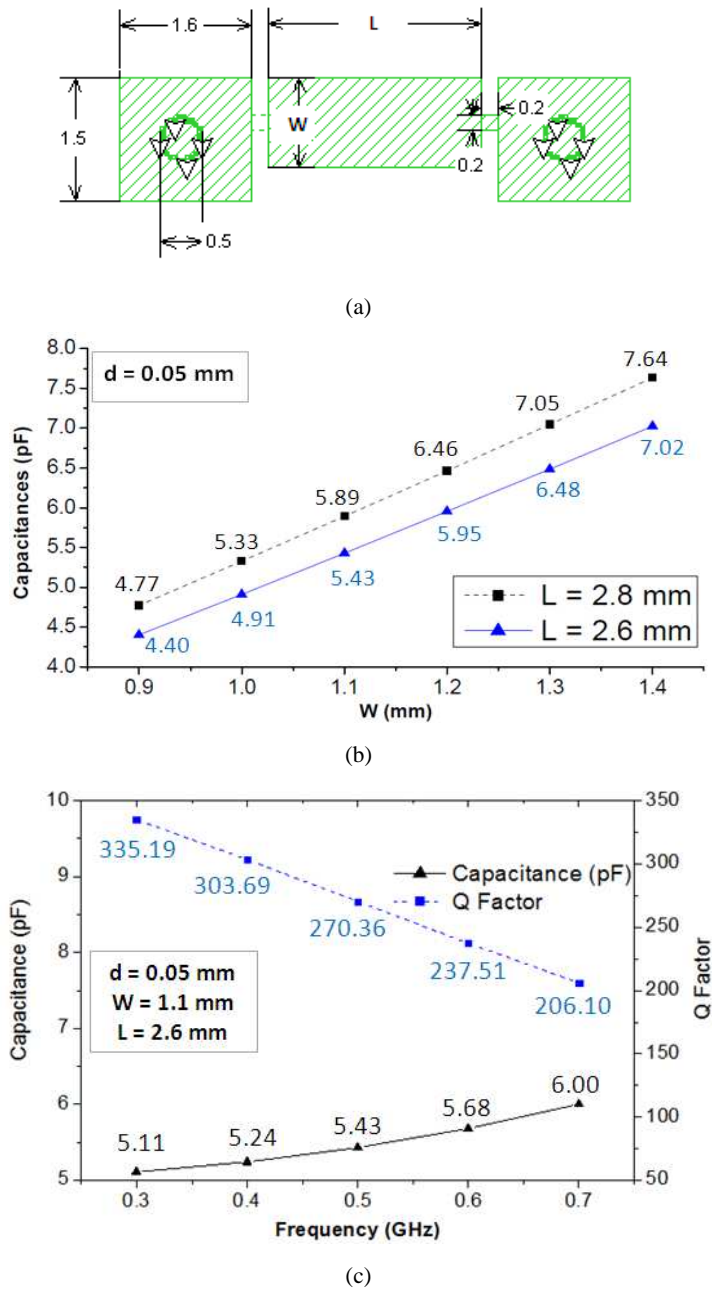 1.6
L
1.5
W
0.2
0.2
0.5
(a)
d = 0.05 mm
Capacitances (pF)
8.0
7.5
7.0
6.5
6.0
5.5
5.0
4.5
4.0
4.77
5.33
5.89
6.46
7.05
7.64
4.40
4.91
5.43
5.95
6.48
7.02
L = 2.8 mm
L = 2.6 mm
0.9 1.0 1.1 1.2 1.3 1.4
W (mm)
(b)
Capacitance (pF)
10
9
8
7
6
5
335.19
303.69
270.36
237.51
206.10
Capacitance (pF)
Q Factor
d = 0.05 mm
W = 1.1 mm
L = 2.6 mm
5.11
5.24
5.43
5.68
6.00
350
300
250
200
150
100
50
Q Factor
0.3 0.4 0.5 0.6 0.7
Frequency (GHz)
(c)